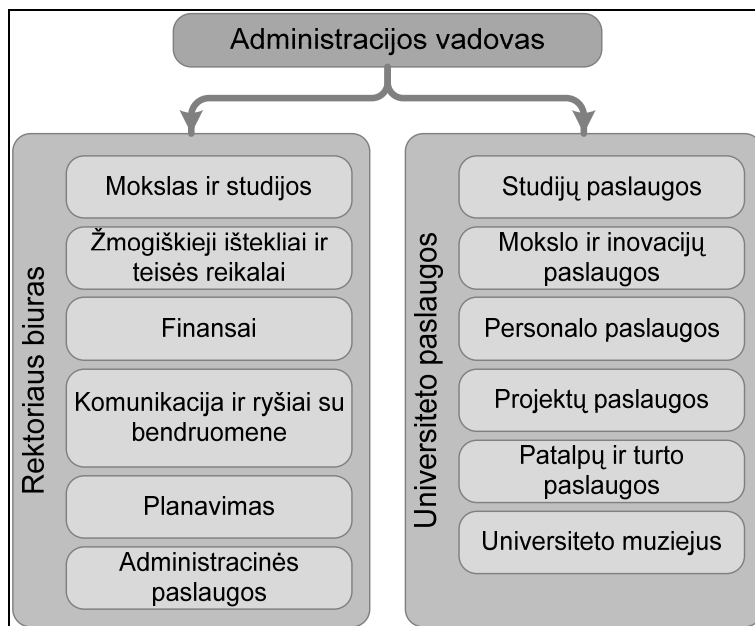 Administracijos vadovas
Rektoriaus biuras
Mokslas ir studijos
Žmogiškieji ištekliai ir
teisės reikalai
Finansai
Komunikacija ir ryšiai su
bendruomene
Planavimas
Administracinės
paslaugos
Universiteto paslaugos
Studijų paslaugos
Mokslo ir inovacijų
paslaugos
Personalo paslaugos
Projektų paslaugos
Patalpų ir turto
paslaugos
Universiteto muziejus